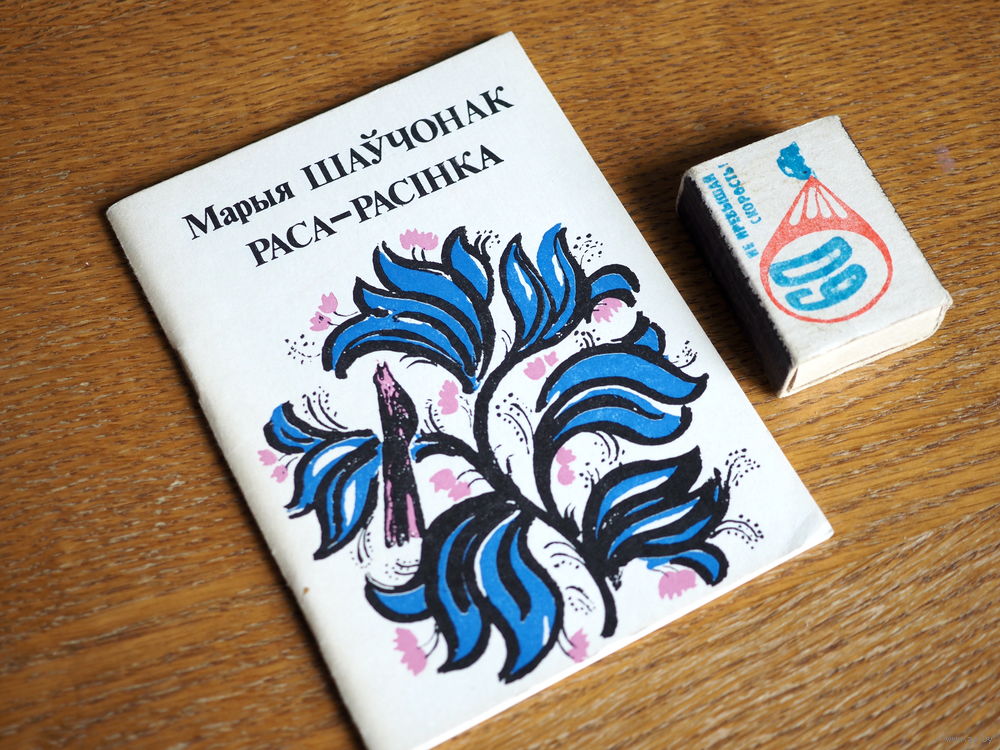 Марыя ШАЎЧОНАК
РАСА–РАСІНКА
НЕ ПРЕВЫШАЙ
СКОРОСТЬ!
60